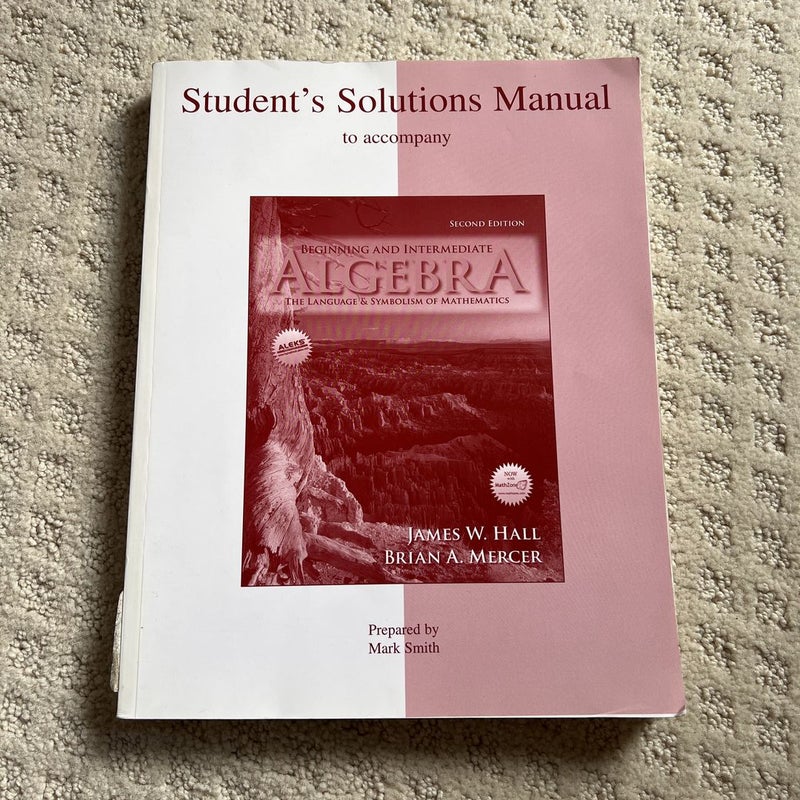 Student's Solutions Manual
to accompany
SECOND EDITION
BEGINNING AND INTERMEDIATE
ALGEBRA
THE LANGUAGE & SYMBOLISM OF MATHEMATICS
ALEKS
NOW
with
MathZone
JAMES W. HALL
BRIAN A. MERCER
Prepared by
Mark Smith